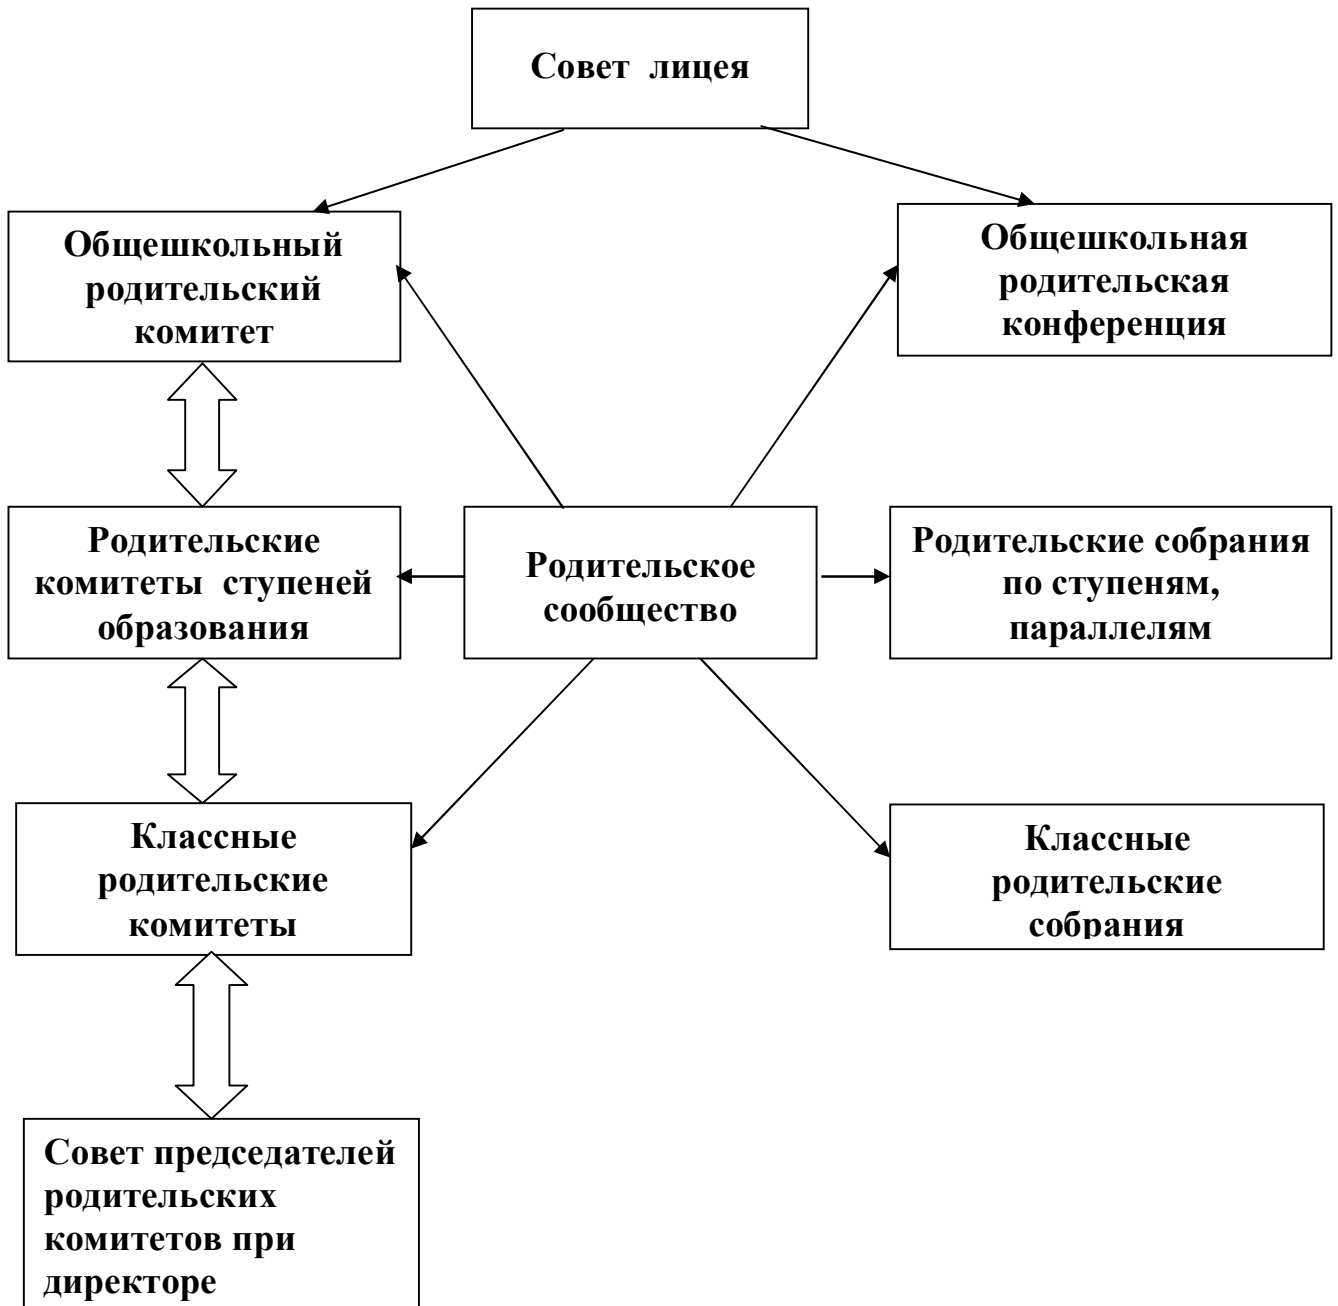 Совет лицея
Общешкольный
родительский
комитет
Общешкольная
родительская
конференция
Родительские
комитеты ступеней
образования
Родительское
сообщество
Родительские собрания
по ступеням,
параллелям
Классные
родительские
комитеты
Классные
родительские
собрания
Совет председателей
родительских
комитетов при
директоре